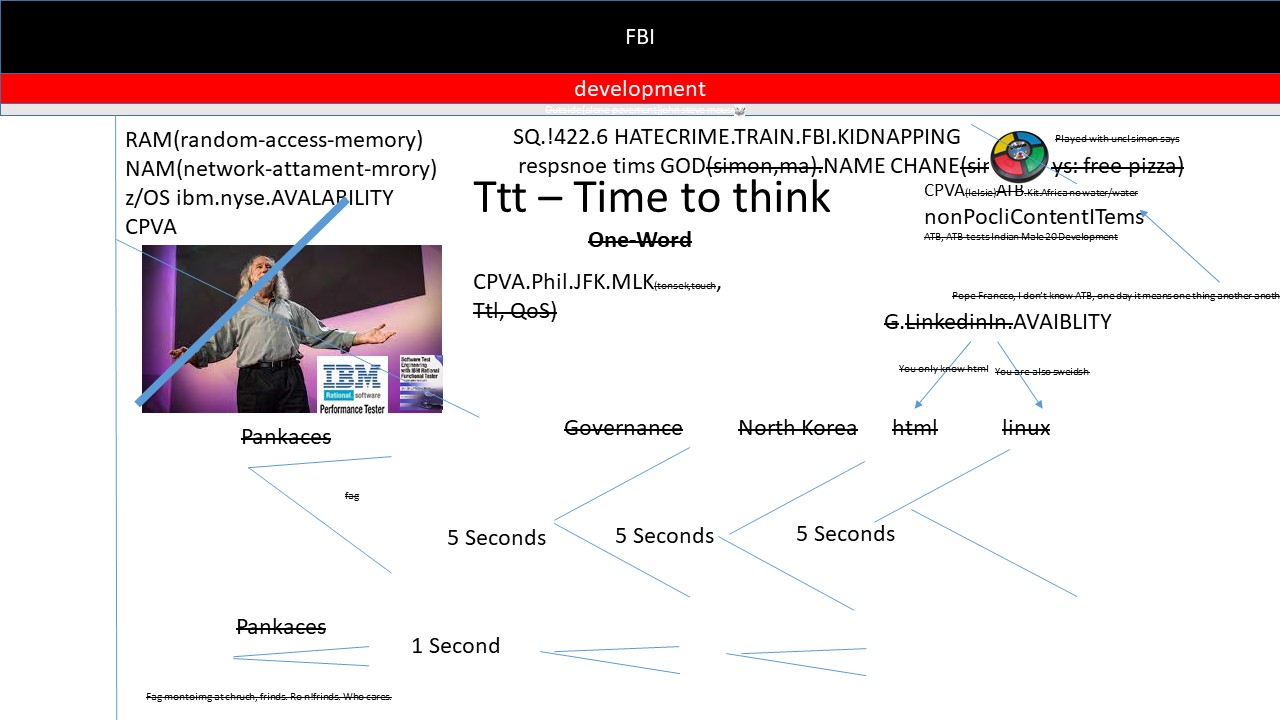 FBI
development
RAM(random-access-memory)
NAM(network-attament-mrory)
z/OS ibm.nyse.AVALABILITY
CPVA
SQ.!422.6 HATECRIME.TRAIN.FBI.KIDNAPPING
respsnoe tims GOD(simon,ma).NAME CHANE(sir ys: free pizza)
Played with uncl simon says
Ttt – Time to think
One-Word
CPVA(lelsie)ATB.Kit.Africa no water/water
nonPocliContentITems
ATB, ATB-tests Indian Male 20 Development
CPVA.Phil.JFK.MLK(tonsek,touch,
Ttl, QoS)
Pope Francco, I don't know ATB, one day it means one thing another anoth
G.LinkedinIn.AVAIBLITY
You only know html
You are also sweidsh
IBM
Rational software
Performance Tester
Software Test
Engineering
with IBM Rational
Functional Tester
Pankaces
Governance
North Korea
html
linux
fag
5 Seconds
5 Seconds
5 Seconds
Pankaces
1 Second
Fag montoimg at chruch, frinds. Ro n!frinds. Who cares.